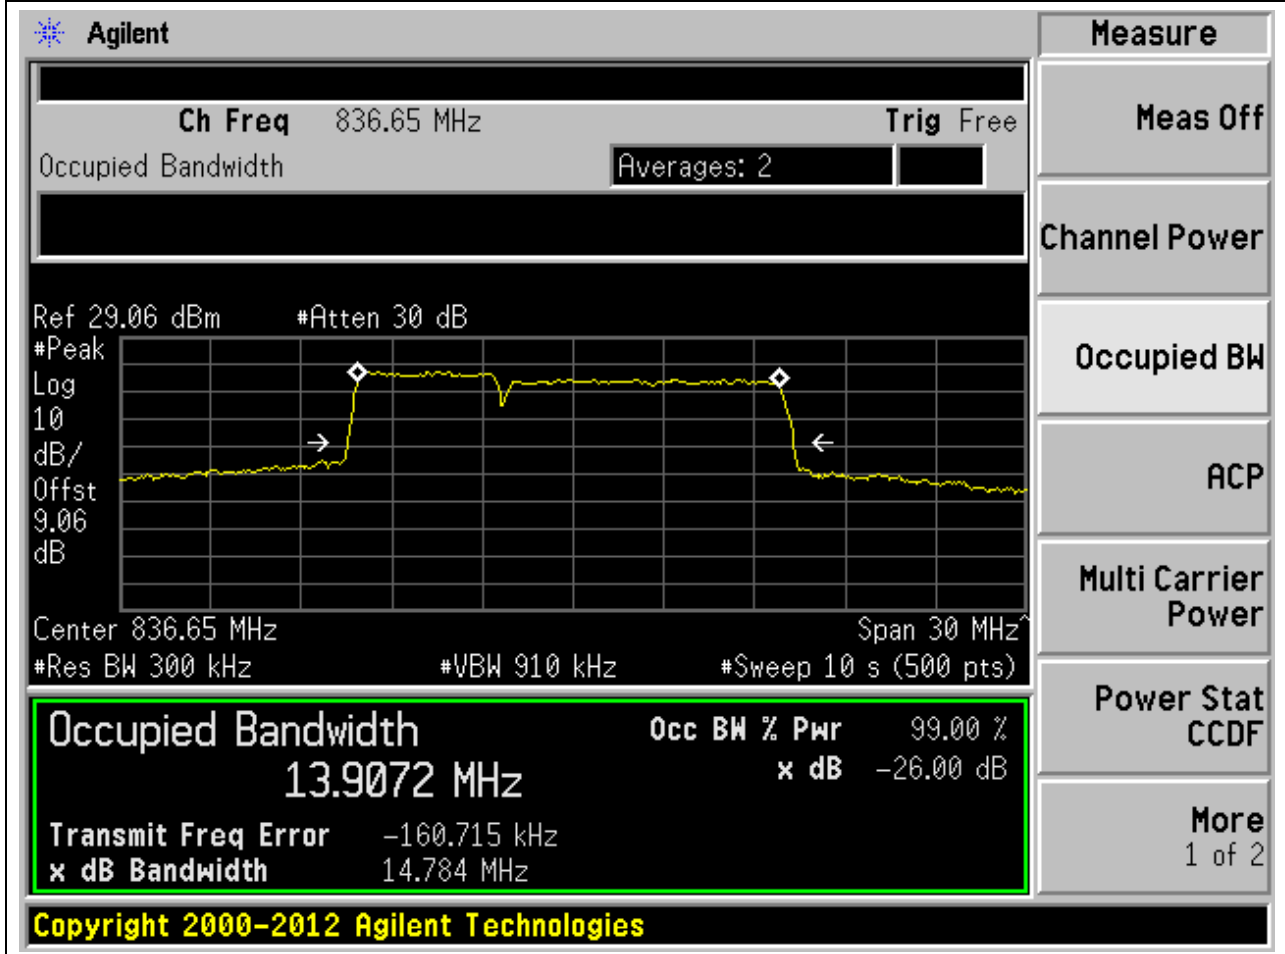 Agilent
Measure
Ch Freq 836.65 MHz Trig Free
Occupied Bandwidth Averages: 2
Meas Off
Channel Power
Occupied BW
ACP
Multi Carrier
Power
Power Stat
CCDF
More
1 of 2
Ref 29.06 dBm #Atten 30 dB
#Peak
Log
10
dB/
Offst
9.06
dB
Center 836.65 MHz Span 30 MHz^
#Res BW 300 kHz #VBW 910 kHz #Sweep 10 s (500 pts)
Occupied Bandwidth Occ BW % Pwr 99.00 %
13.9072 MHz x dB -26.00 dB
Transmit Freq Error -160.715 kHz
x dB Bandwidth 14.784 MHz
Copyright 2000-2012 Agilent Technologies